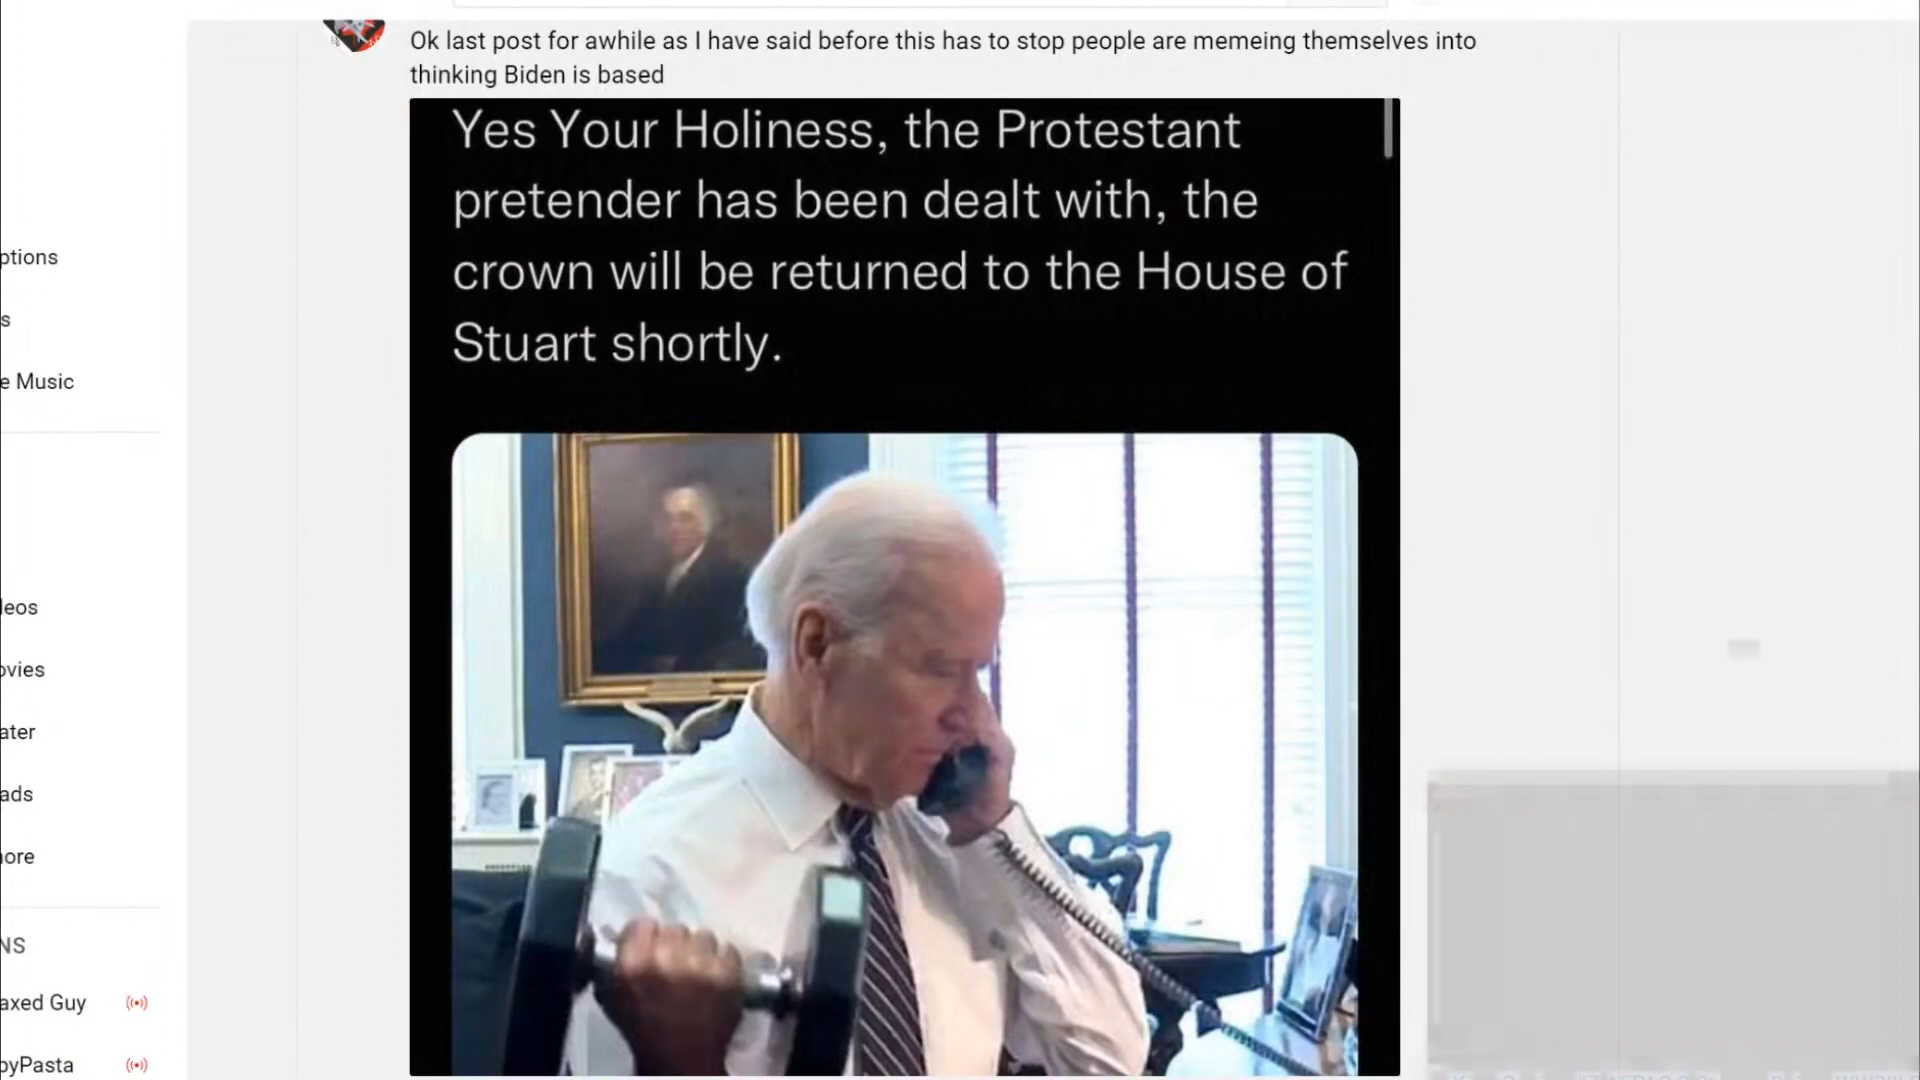 Ok last post for awhile as I have said before this has to stop people are memeing themselves into
thinking Biden is based
Yes Your Holiness, the Protestant
pretender has been dealt with, the
crown will be returned to the House of
Stuart shortly.
ptions
s
e Music
leos
ovies
ater
ads
ore
NS
axed Guy
pyPasta